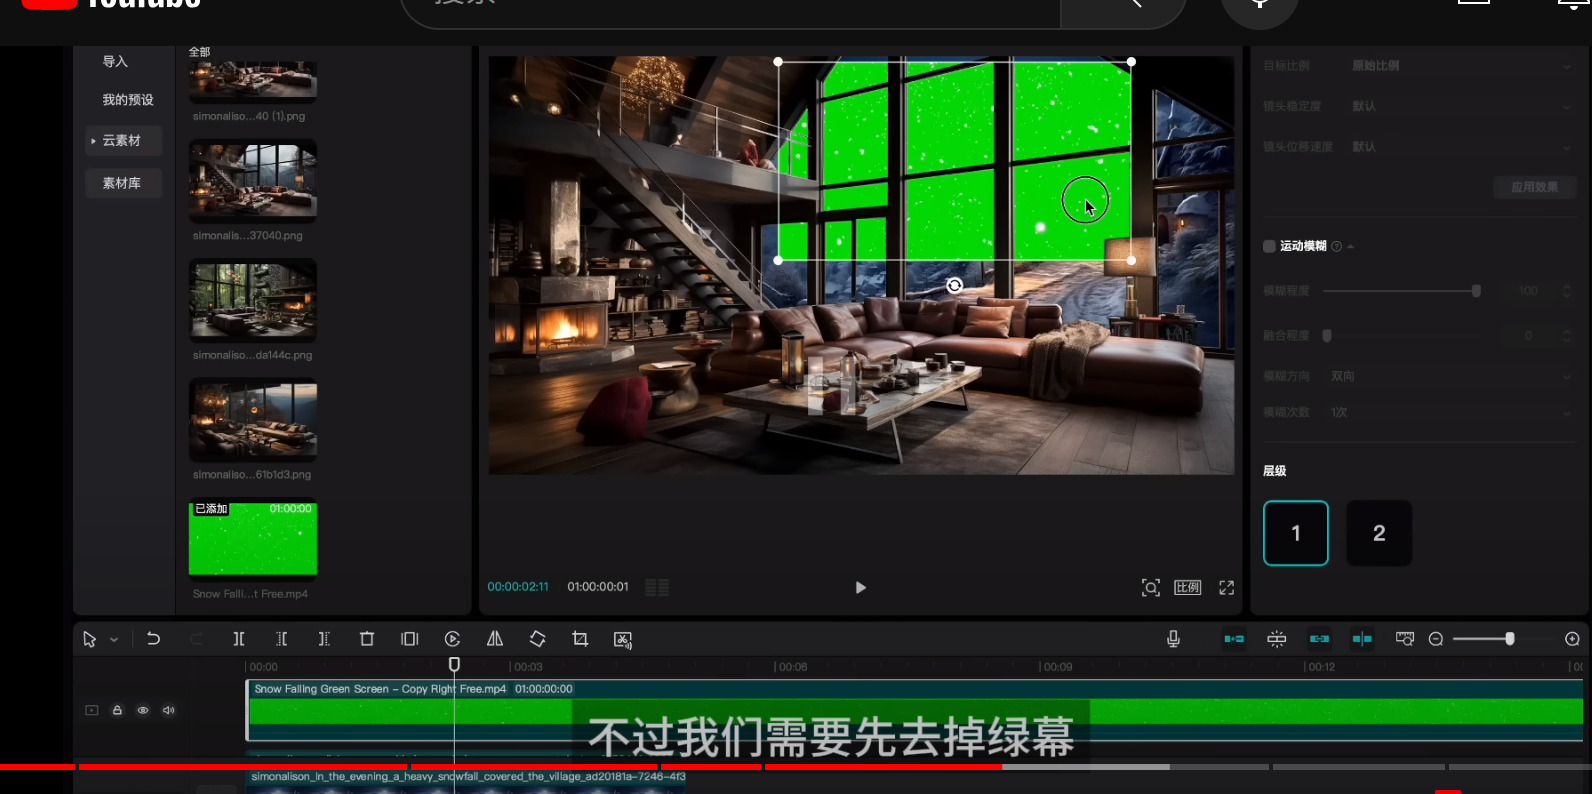 YouTube
搜索
导入
全部
我的预设
云素材
素材库
simonaliso...40 (1).png
simonalis...37040.png
simonaliso...da144c.png
simonaliso...61b1d3.png
已添加 01:00:00
Snow Falli...t Free.mp4
00:00:02:11 01:00:00:01
比例
目标比例 原始比例
镜头稳定度 默认
镜头位移速度 默认
应用效果
运动模糊
模糊程度 100
融合程度 0
模糊方向 双向
模糊次数 1次
层级
1 2
00:00 00:03 00:06 00:09 00:12
Snow Falling Green Screen – Copy Right Free.mp4 01:00:00:00
不过我们需要先去掉绿幕
simonalison_In_the_evening_a_heavy_snowfall_covered_the_village_ad20181a-7246-4f3